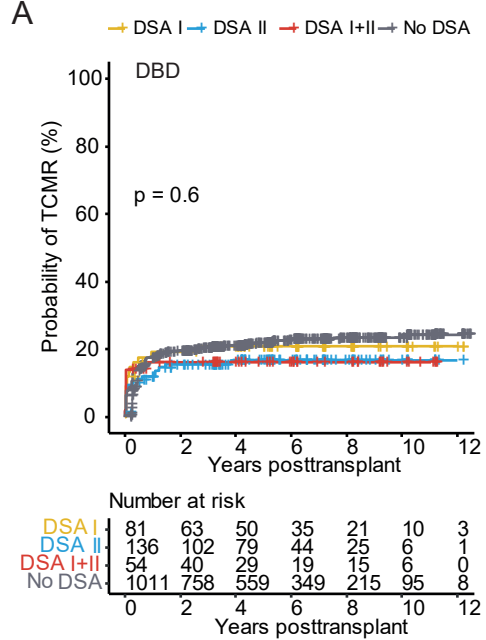 A
DSA I DSA II DSA I+II No DSA
DBD
100
80
p = 0.6
60
40
20
0
Probability of TCMR (%)
0 2 4 6 8 10 12
Years posttransplant
Number at risk
DSA I 81 63 50 35 21 10 3
DSA II 136 102 79 44 25 6 1
DSA I+II 54 40 29 19 15 6 0
No DSA 1011 758 559 349 215 95 8
0 2 4 6 8 10 12
Years posttransplant